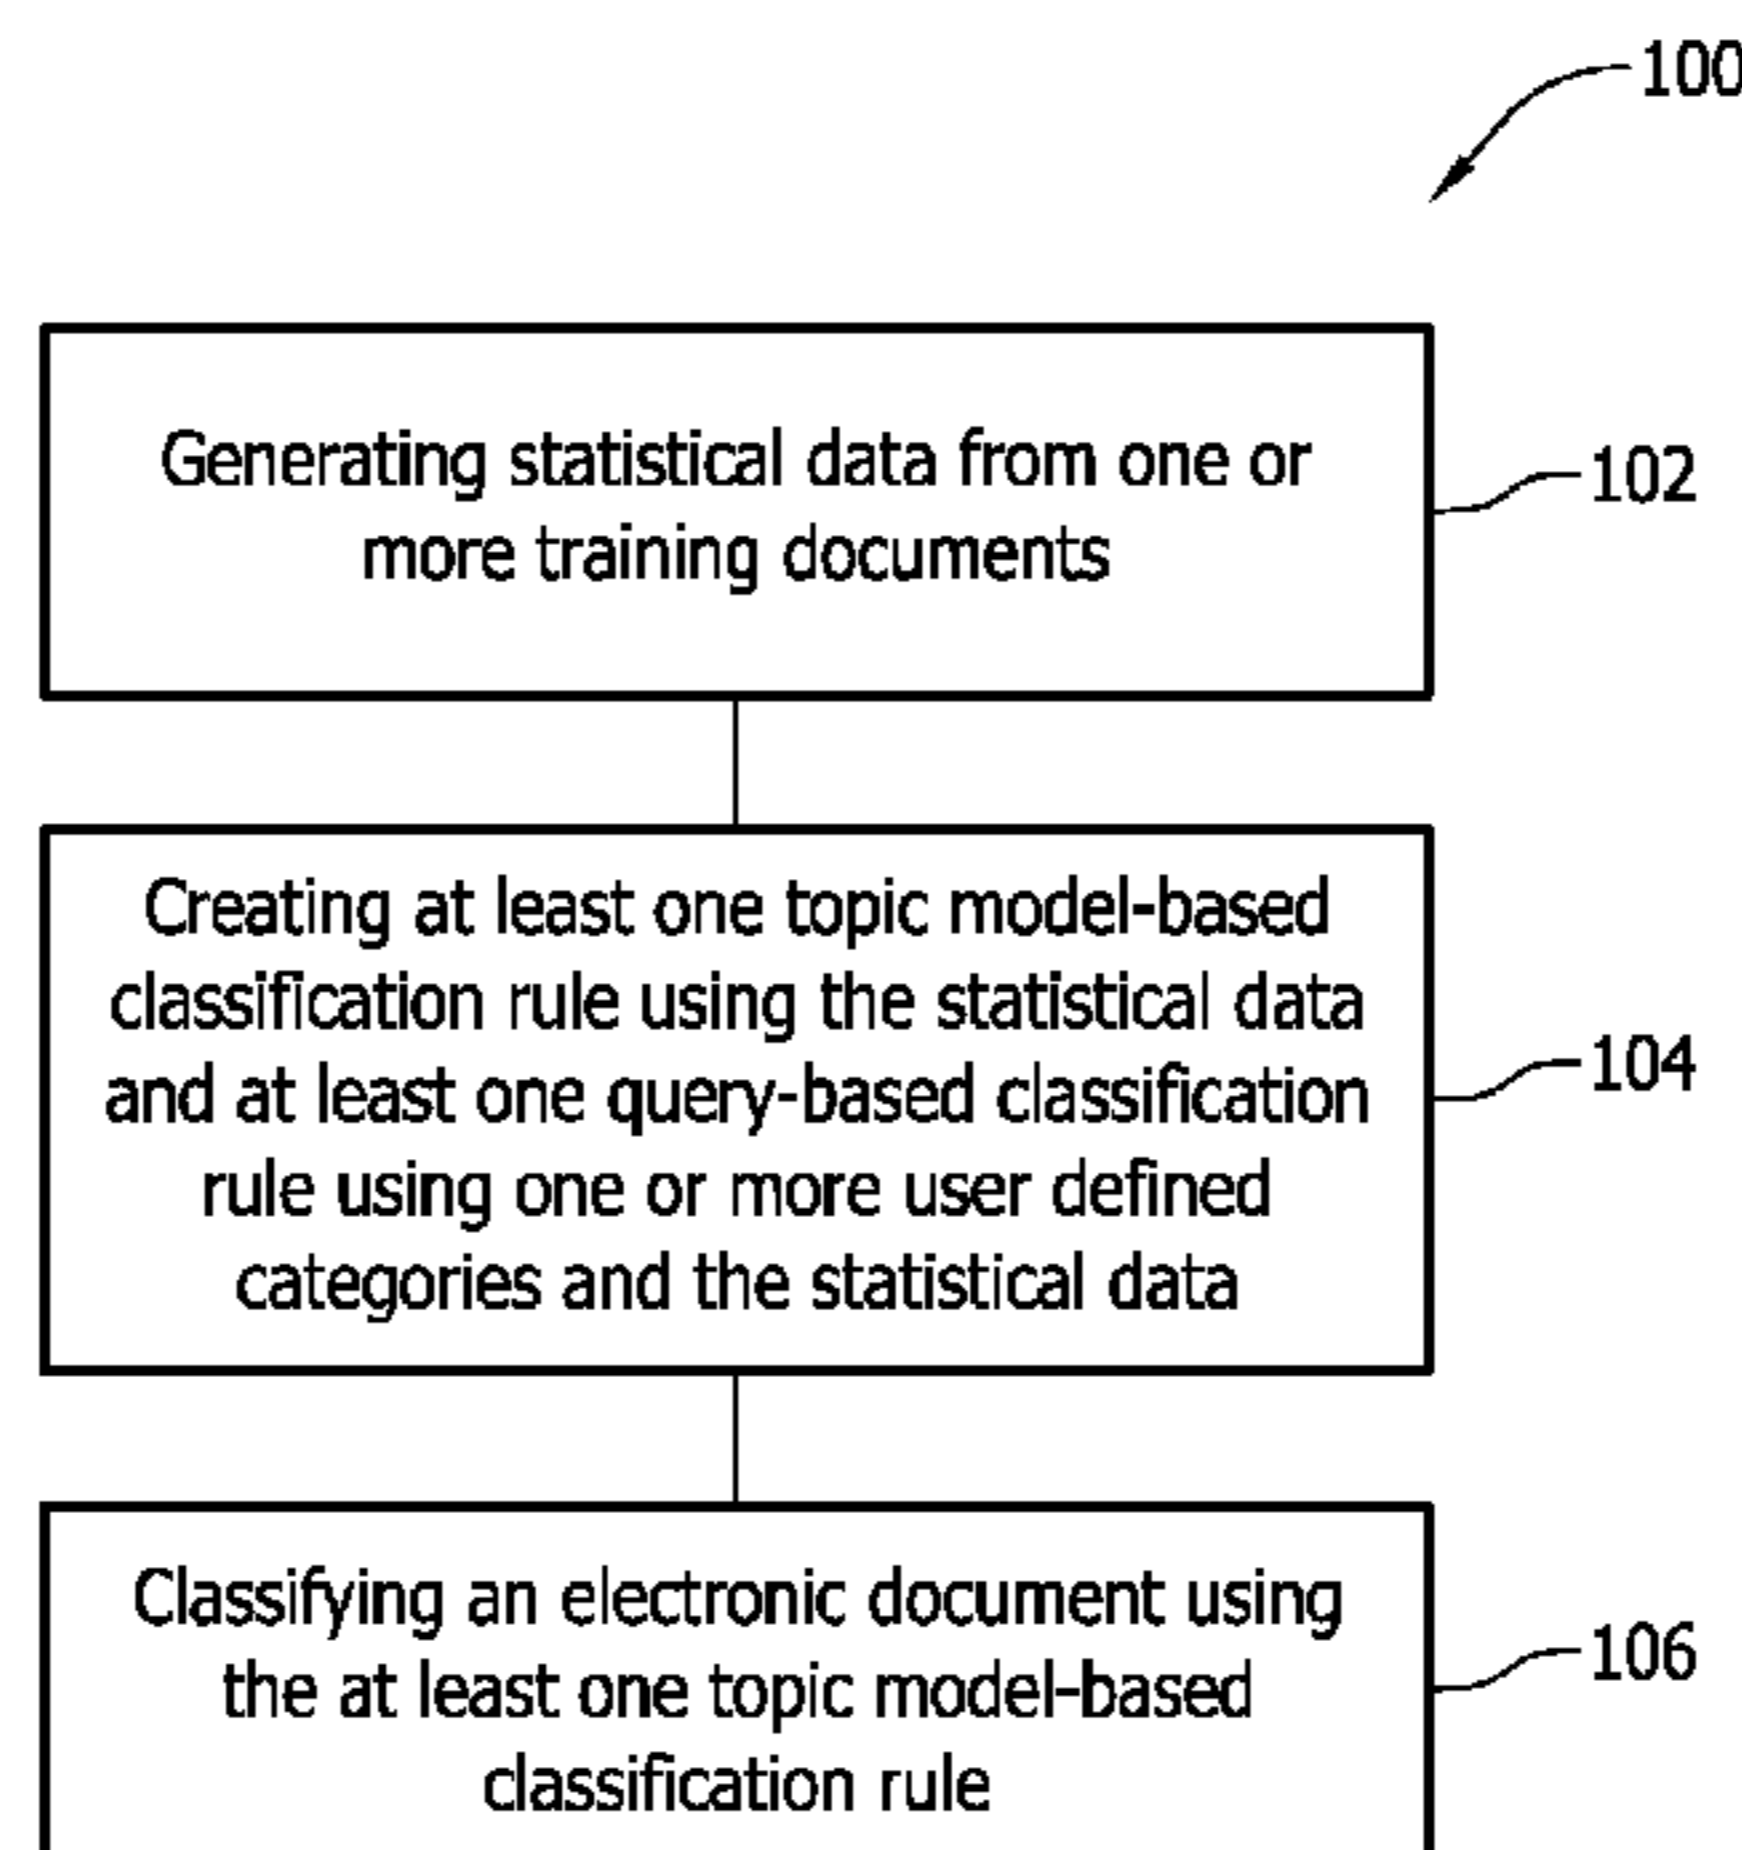 100
Generating statistical data from one or
more training documents
102
Creating at least one topic model-based
classification rule using the statistical data
and at least one query-based classification
rule using one or more user defined
categories and the statistical data
104
Classifying an electronic document using
the at least one topic model-based
classification rule
106